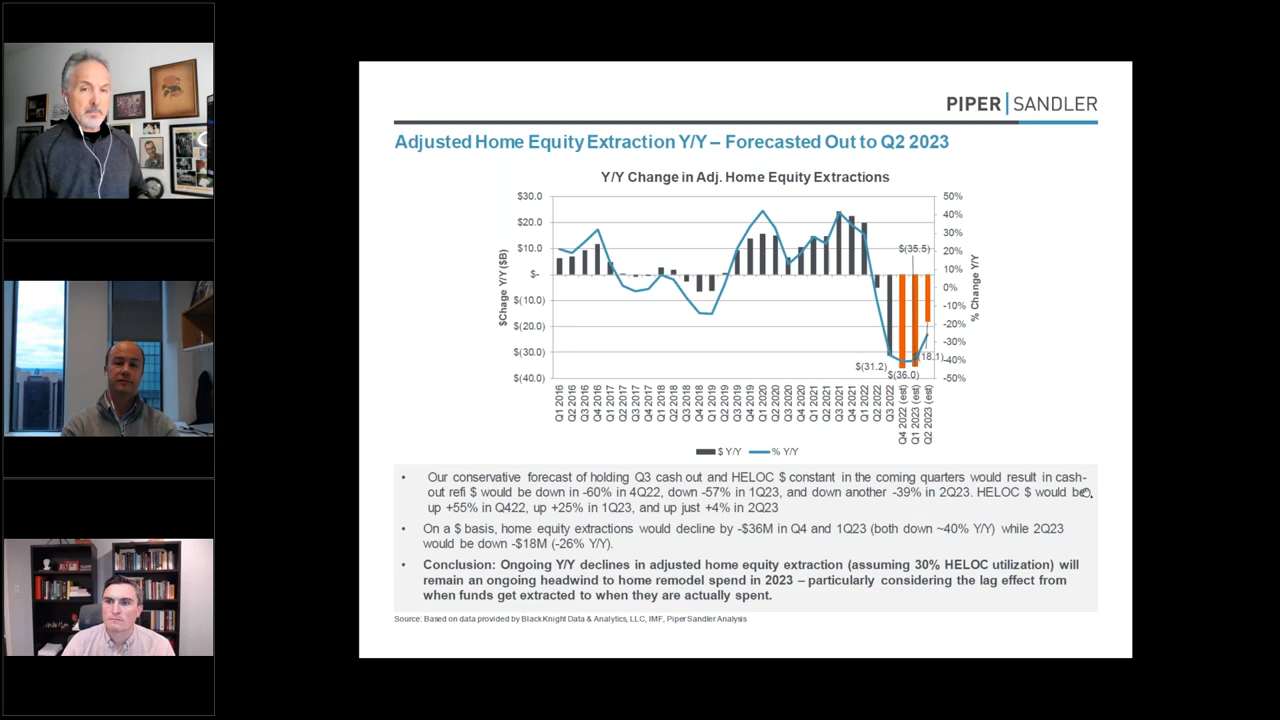 PIPER | SANDLER
Adjusted Home Equity Extraction Y/Y – Forecasted Out to Q2 2023
Y/Y Change in Adj. Home Equity Extractions
$30.0
$20.0
$10.0
$-
$(10.0)
$(20.0)
$(30.0)
$(40.0)
$Chage Y/Y ($B)
50%
40%
30%
20%
10%
0%
-10%
-20%
-30%
-40%
-50%
% Change Y/Y
$(35.5)
$(31.2)
$(36.0)
$(18.1)
Q1 2016
Q2 2016
Q3 2016
Q4 2016
Q1 2017
Q2 2017
Q3 2017
Q4 2017
Q1 2018
Q2 2018
Q3 2018
Q4 2018
Q1 2019
Q2 2019
Q3 2019
Q4 2019
Q1 2020
Q2 2020
Q3 2020
Q4 2020
Q1 2021
Q2 2021
Q3 2021
Q4 2021
Q1 2022
Q2 2022
Q3 2022
Q4 2022 (est)
Q1 2023 (est)
Q2 2023 (est)
$ Y/Y
% Y/Y
• Our conservative forecast of holding Q3 cash out and HELOC $ constant in the coming quarters would result in cash-
out refi $ would be down in -60% in 4Q22, down -57% in 1Q23, and down another -39% in 2Q23. HELOC $ would be
up +55% in Q422, up +25% in 1Q23, and up just +4% in 2Q23
• On a $ basis, home equity extractions would decline by -$36M in Q4 and 1Q23 (both down ~40% Y/Y) while 2Q23
would be down -$18M (-26% Y/Y).
• Conclusion: Ongoing Y/Y declines in adjusted home equity extraction (assuming 30% HELOC utilization) will
remain an ongoing headwind to home remodel spend in 2023 – particularly considering the lag effect from
when funds get extracted to when they are actually spent.
Source: Based on data provided by Black Knight Data & Analytics, LLC, IMF, Piper Sandler Analysis